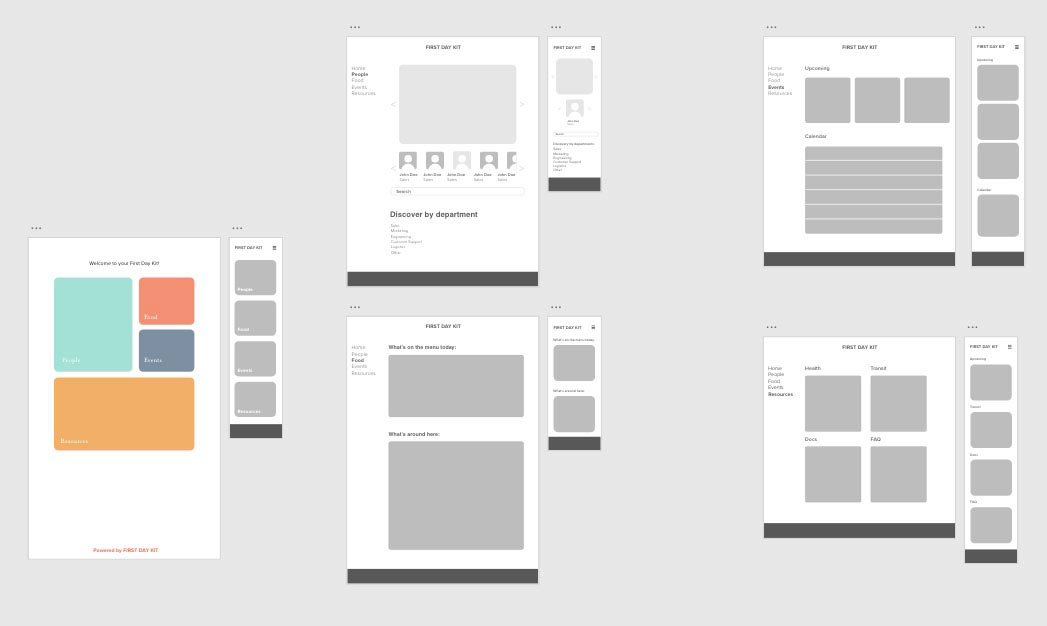 Welcome to your First Day Kit!
People
Food
Events
Resources
Powered by FIRST DAY KIT
FIRST DAY KIT
People
Food
Events
Resources
FIRST DAY KIT
Home
People
Food
Events
Resources
John Doe
Sales
John Doe
Sales
John Doe
Sales
John Doe
Sales
John Doe
Sales
Search
Discover by department
Sales
Marketing
Engineering
Customer Support
Logistics
Other
FIRST DAY KIT
John Doe
Sales
Search
Discover by department
Sales
Marketing
Engineering
Customer Support
Logistics
Other
FIRST DAY KIT
Home
People
Food
Events
Resources
What's on the menu today:
What's around here:
FIRST DAY KIT
What's on the menu today:
What's around here:
FIRST DAY KIT
Home
People
Food
Events
Resources
Upcoming
Calendar
FIRST DAY KIT
Upcoming
Calendar
FIRST DAY KIT
Home
People
Food
Events
Resources
Health
Transit
Docs
FAQ
FIRST DAY KIT
Upcoming
Transit
Docs